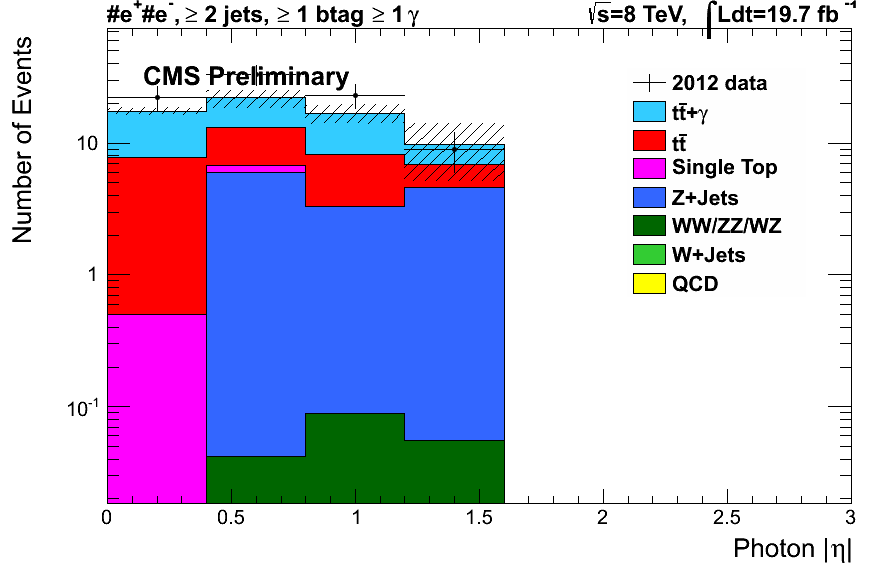 #e⁺#e⁻, ≥ 2 jets, ≥ 1 btag ≥ 1 γ
√s=8 TeV, ∫Ldt=19.7 fb⁻¹
CMS Preliminary
2012 data
tt̄+γ
tt̄
Single Top
Z+Jets
WW/ZZ/WZ
W+Jets
QCD
Number of Events
10
1
10⁻¹
0 0.5 1 1.5 2 2.5 3
Photon |η|